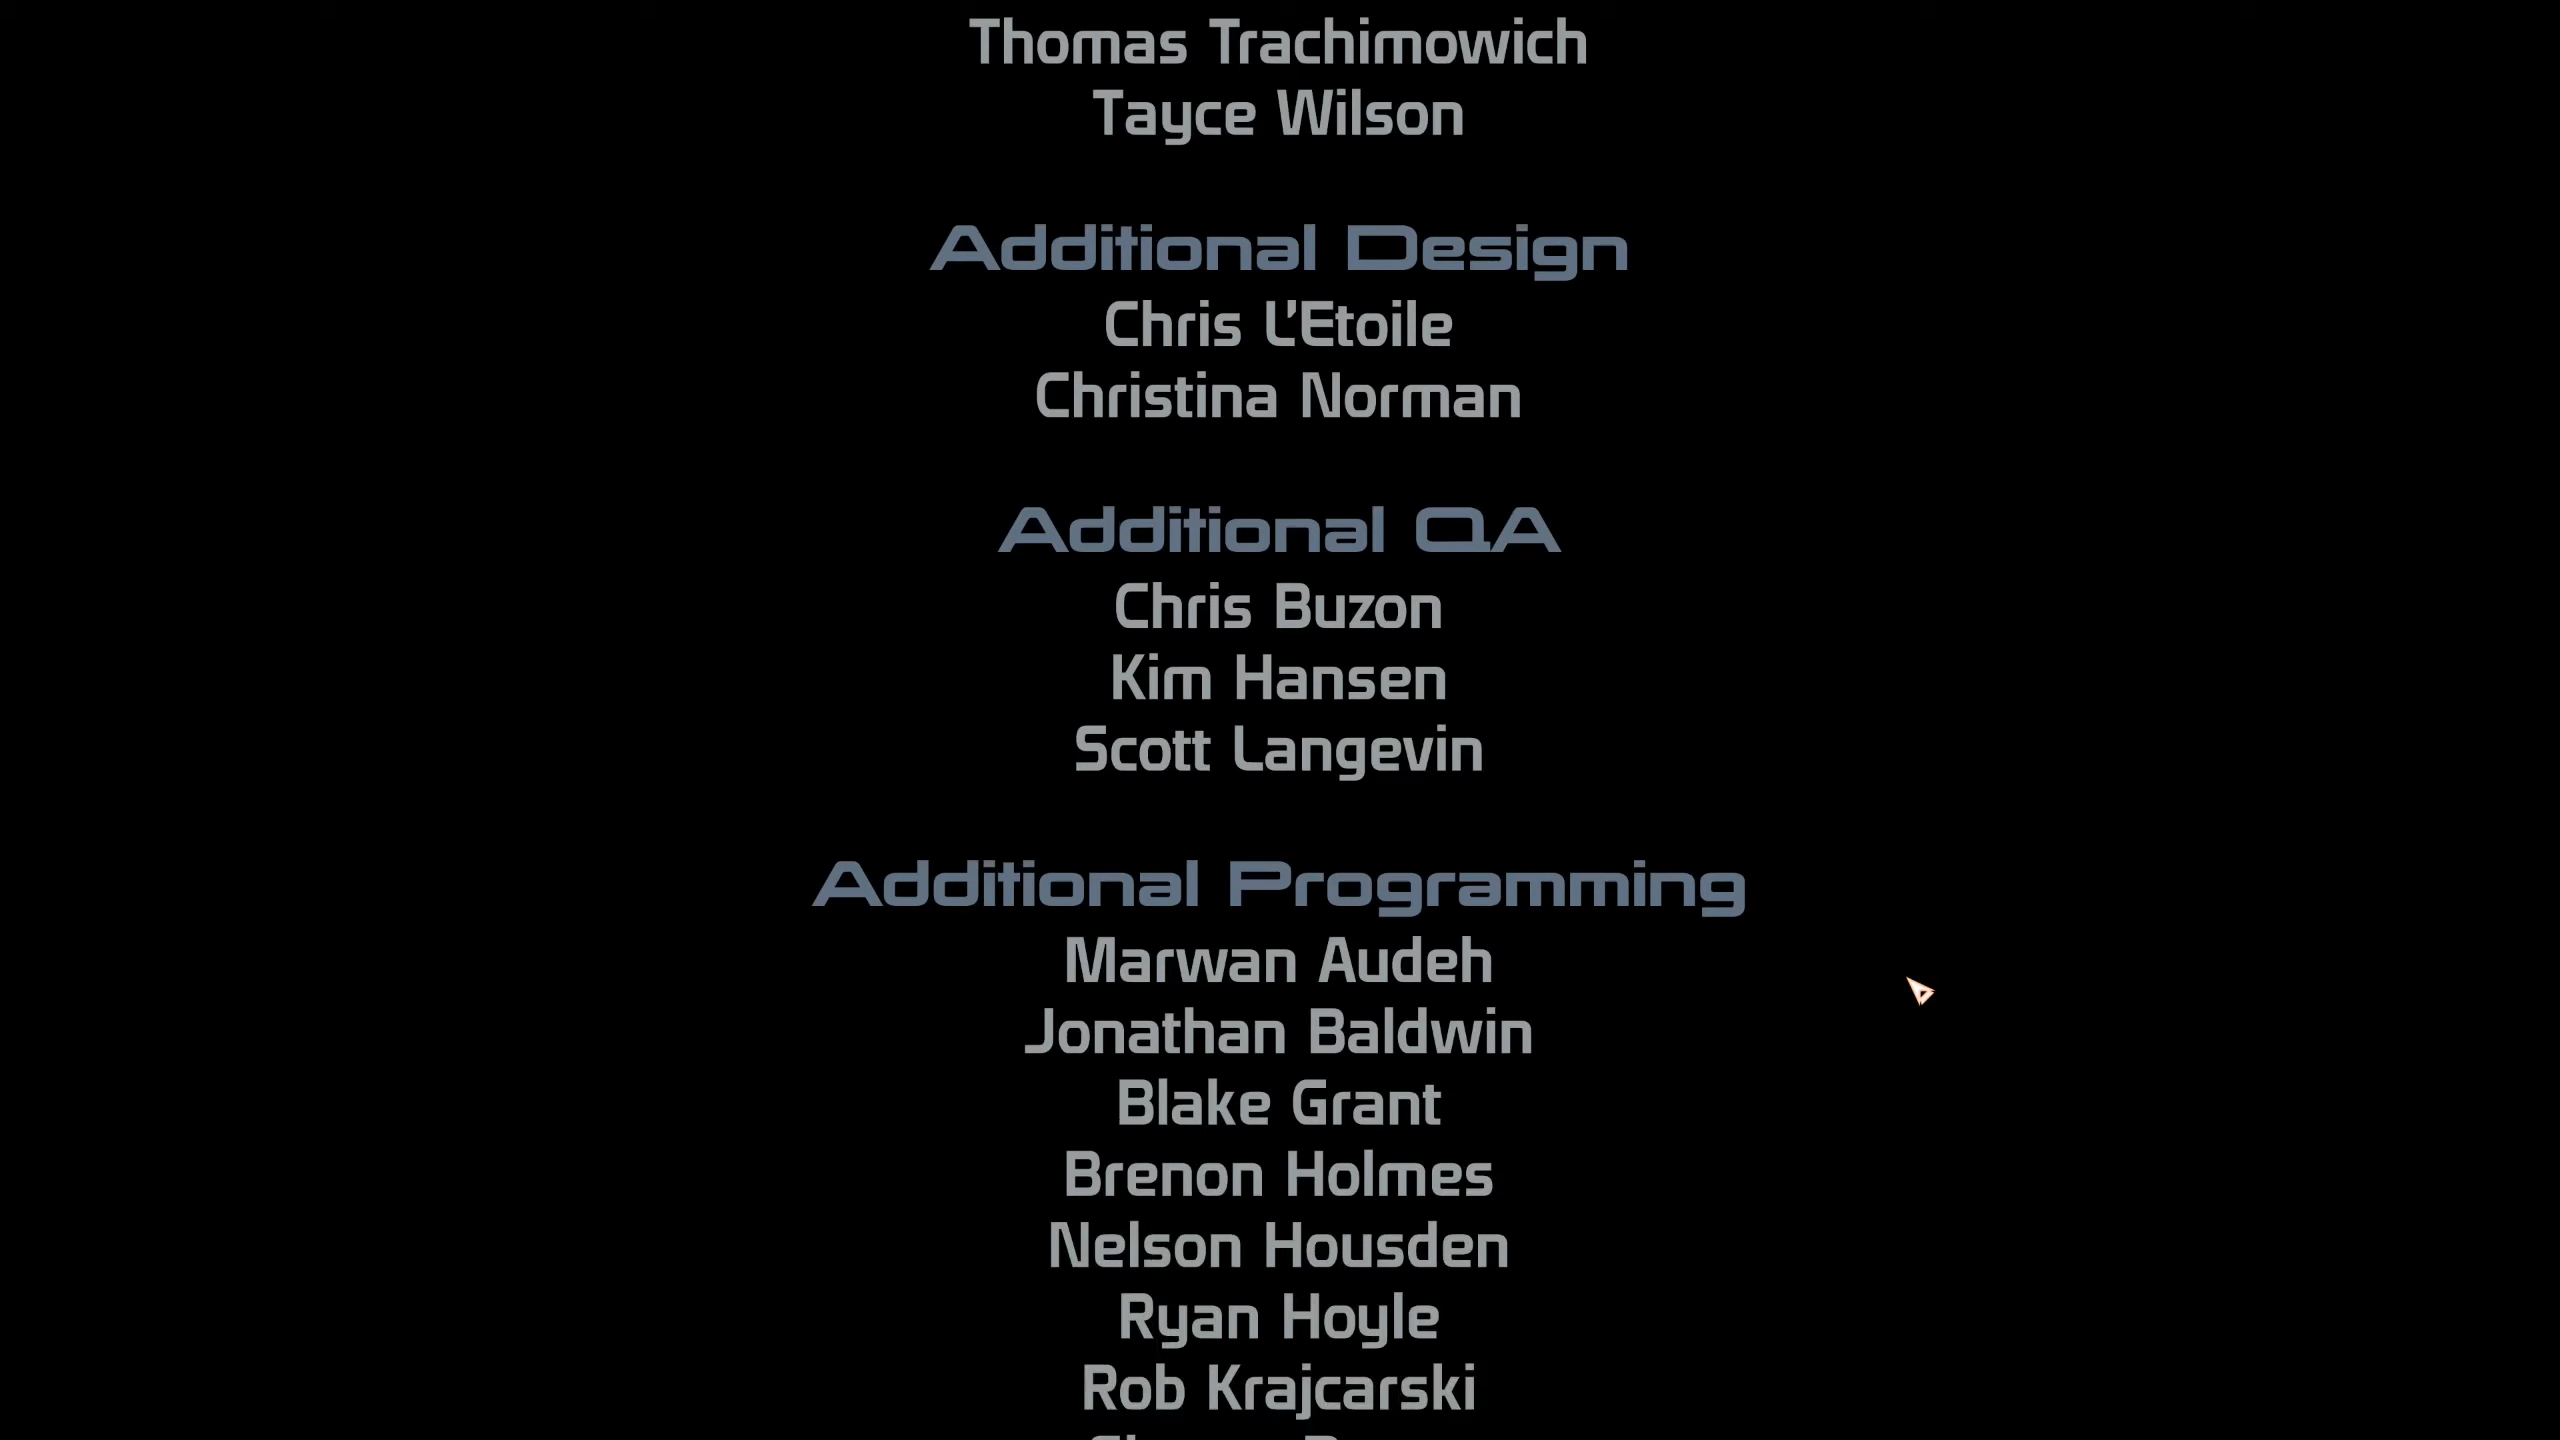 Thomas Trachimowich
Tayce Wilson
Additional Design
Chris L'Etoile
Christina Norman
Additional QA
Chris Buzon
Kim Hansen
Scott Langevin
Additional Programming
Marwan Audeh
Jonathan Baldwin
Blake Grant
Brenon Holmes
Nelson Housden
Ryan Hoyle
Rob Krajcarski